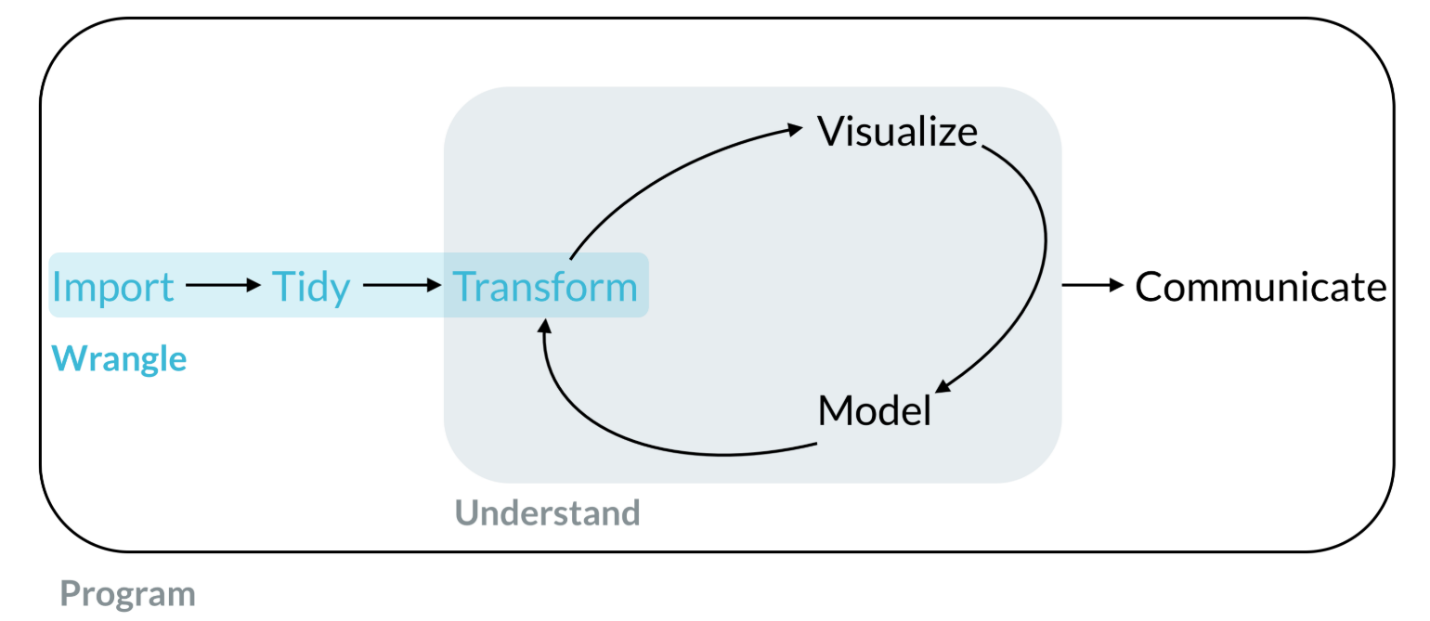 Visualize
Import
Tidy
Transform
Communicate
Wrangle
Model
Understand
Program